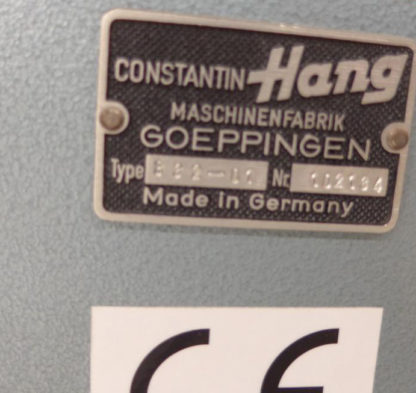 CONSTANTIN Hang
MASCHINENFABRIK
GOEPPINGEN
Type Nr.
Made in Germany
CE